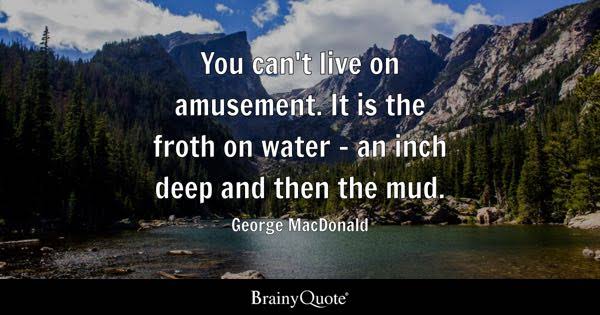 You can't live on
amusement. It is the
froth on water - an inch
deep and then the mud.
George MacDonald
BrainyQuote®